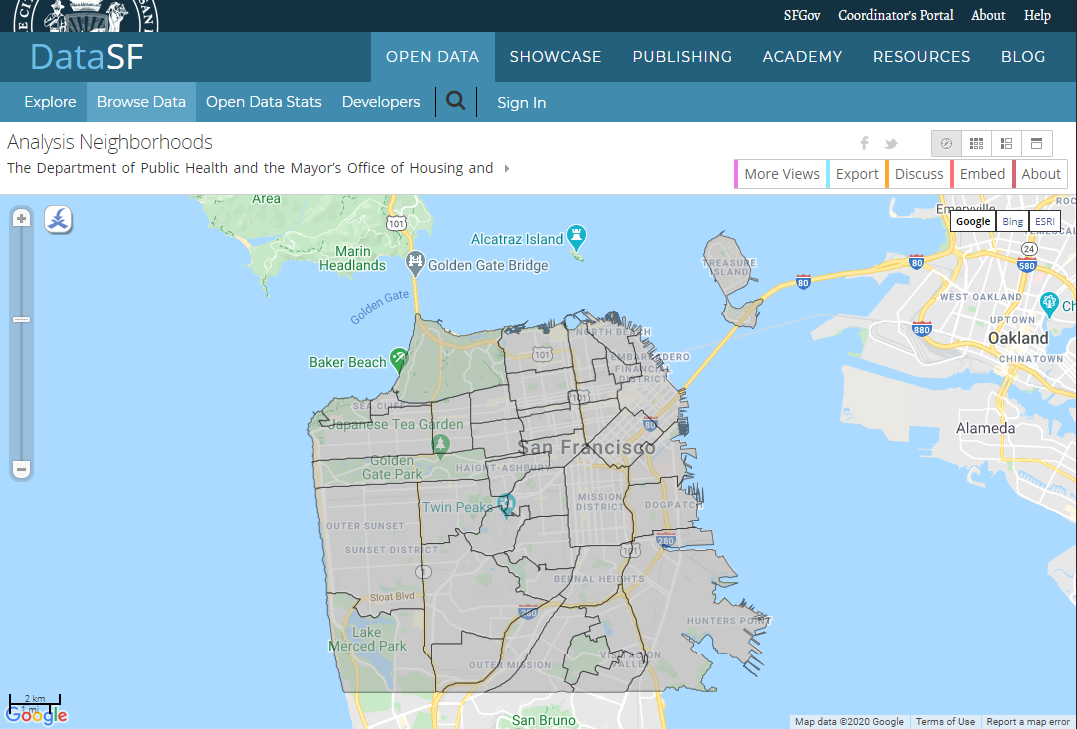 SFGov Coordinator's Portal About Help
DataSF
OPEN DATA SHOWCASE PUBLISHING ACADEMY RESOURCES BLOG
Explore Browse Data Open Data Stats Developers Sign In
Analysis Neighborhoods
The Department of Public Health and the Mayor's Office of Housing and
More Views Export Discuss Embed About
Area
Google Bing ESRI
101
Marin
Headlands
Alcatraz Island
Golden Gate Bridge
Golden Gate
TREASURE
ISLAND
80
80
24
580
WEST OAKLAND
UPTOWN
Ch
880
Oakland
CHINATOWN
Baker Beach
NORTH BEACH
101
EMBARCADERO
FINANCIAL
DISTRICT
SEA CLIFF
101
Japanese Tea Garden
80
Alameda
San Francisco
Golden
Gate Park
HAIGHT-ASHBURY
Twin Peaks
MISSION
DISTRICT
DOGPATCH
OUTER SUNSET
SUNSET DISTRICT
280
101
1
BERNAL HEIGHTS
Sloat Blvd
280
HUNTERS POINT
Lake
Merced Park
OUTER MISSION
VISITACION
VALLEY
2 km
1 mi
Google
San Bruno
Map data ©2020 Google Terms of Use Report a map error